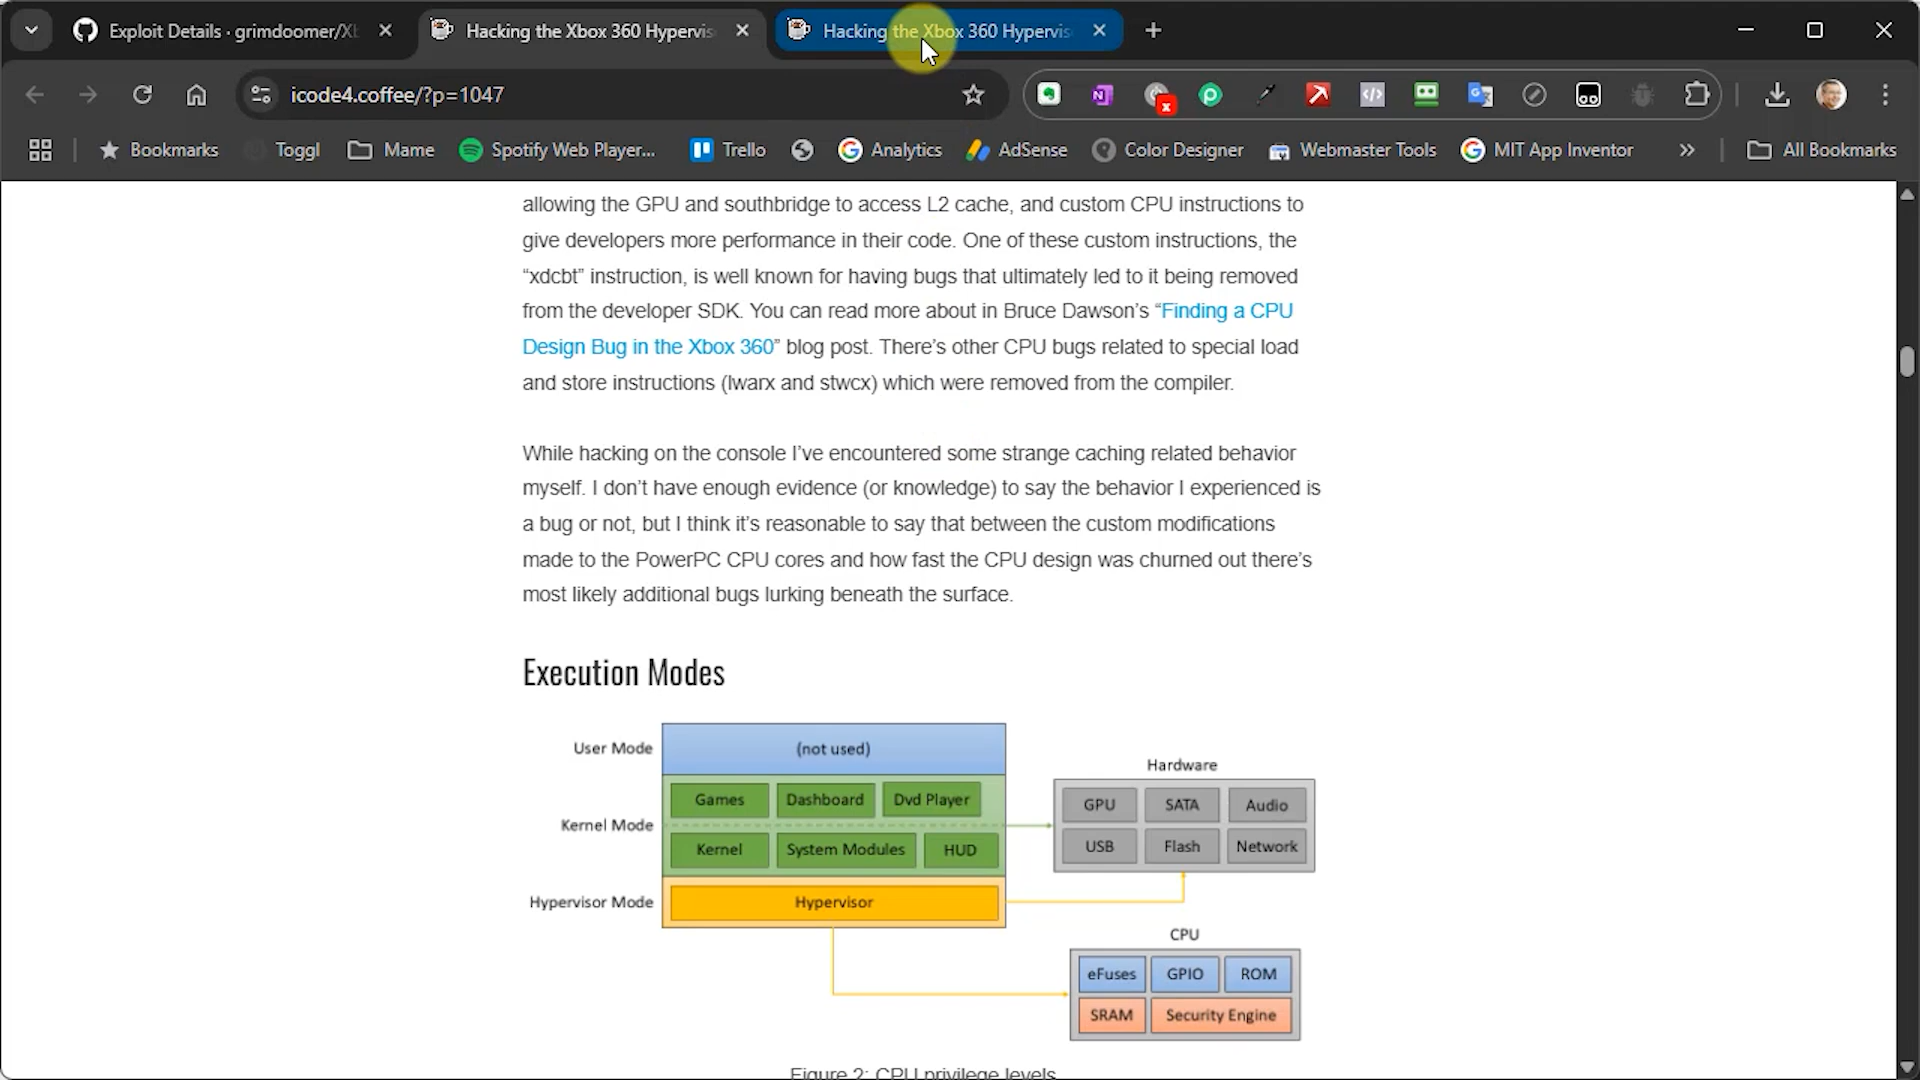 Exploit Details · grimdoomer/Xb
Hacking the Xbox 360 Hypervis
Hacking the Xbox 360 Hypervis
icode4.coffee/?p=1047
Bookmarks
Toggl
Mame
Spotify Web Player...
Trello
Analytics
AdSense
Color Designer
Webmaster Tools
MIT App Inventor
All Bookmarks
allowing the GPU and southbridge to access L2 cache, and custom CPU instructions to
give developers more performance in their code. One of these custom instructions, the
“xdcbt” instruction, is well known for having bugs that ultimately led to it being removed
from the developer SDK. You can read more about in Bruce Dawson’s “Finding a CPU
Design Bug in the Xbox 360” blog post. There’s other CPU bugs related to special load
and store instructions (lwarx and stwcx) which were removed from the compiler.
While hacking on the console I’ve encountered some strange caching related behavior
myself. I don’t have enough evidence (or knowledge) to say the behavior I experienced is
a bug or not, but I think it’s reasonable to say that between the custom modifications
made to the PowerPC CPU cores and how fast the CPU design was churned out there’s
most likely additional bugs lurking beneath the surface.
Execution Modes
User Mode
(not used)
Games
Dashboard
Dvd Player
Kernel Mode
Kernel
System Modules
HUD
Hypervisor Mode
Hypervisor
Hardware
GPU
SATA
Audio
USB
Flash
Network
CPU
eFuses
GPIO
ROM
SRAM
Security Engine
Figure 2: CPU privilege levels